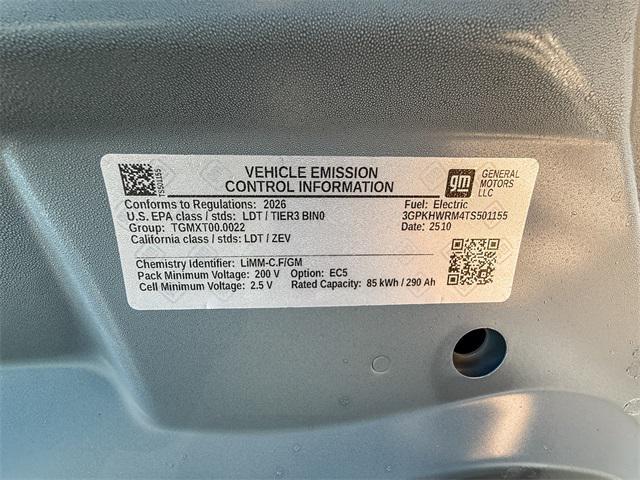 TS501155
VEHICLE EMISSION
CONTROL INFORMATION
gm
GENERAL
MOTORS
LLC
Conforms to Regulations: 2026
Fuel: Electric
U.S. EPA class / stds: LDT / TIER3 BIN0
3GPKHWRM4TS501155
Group: TGMXT00.0022
Date: 2510
California class / stds: LDT / ZEV
Chemistry Identifier: LiMM-C.F/GM
Pack Minimum Voltage: 200 V Option: EC5
Cell Minimum Voltage: 2.5 V Rated Capacity: 85 kWh / 290 Ah